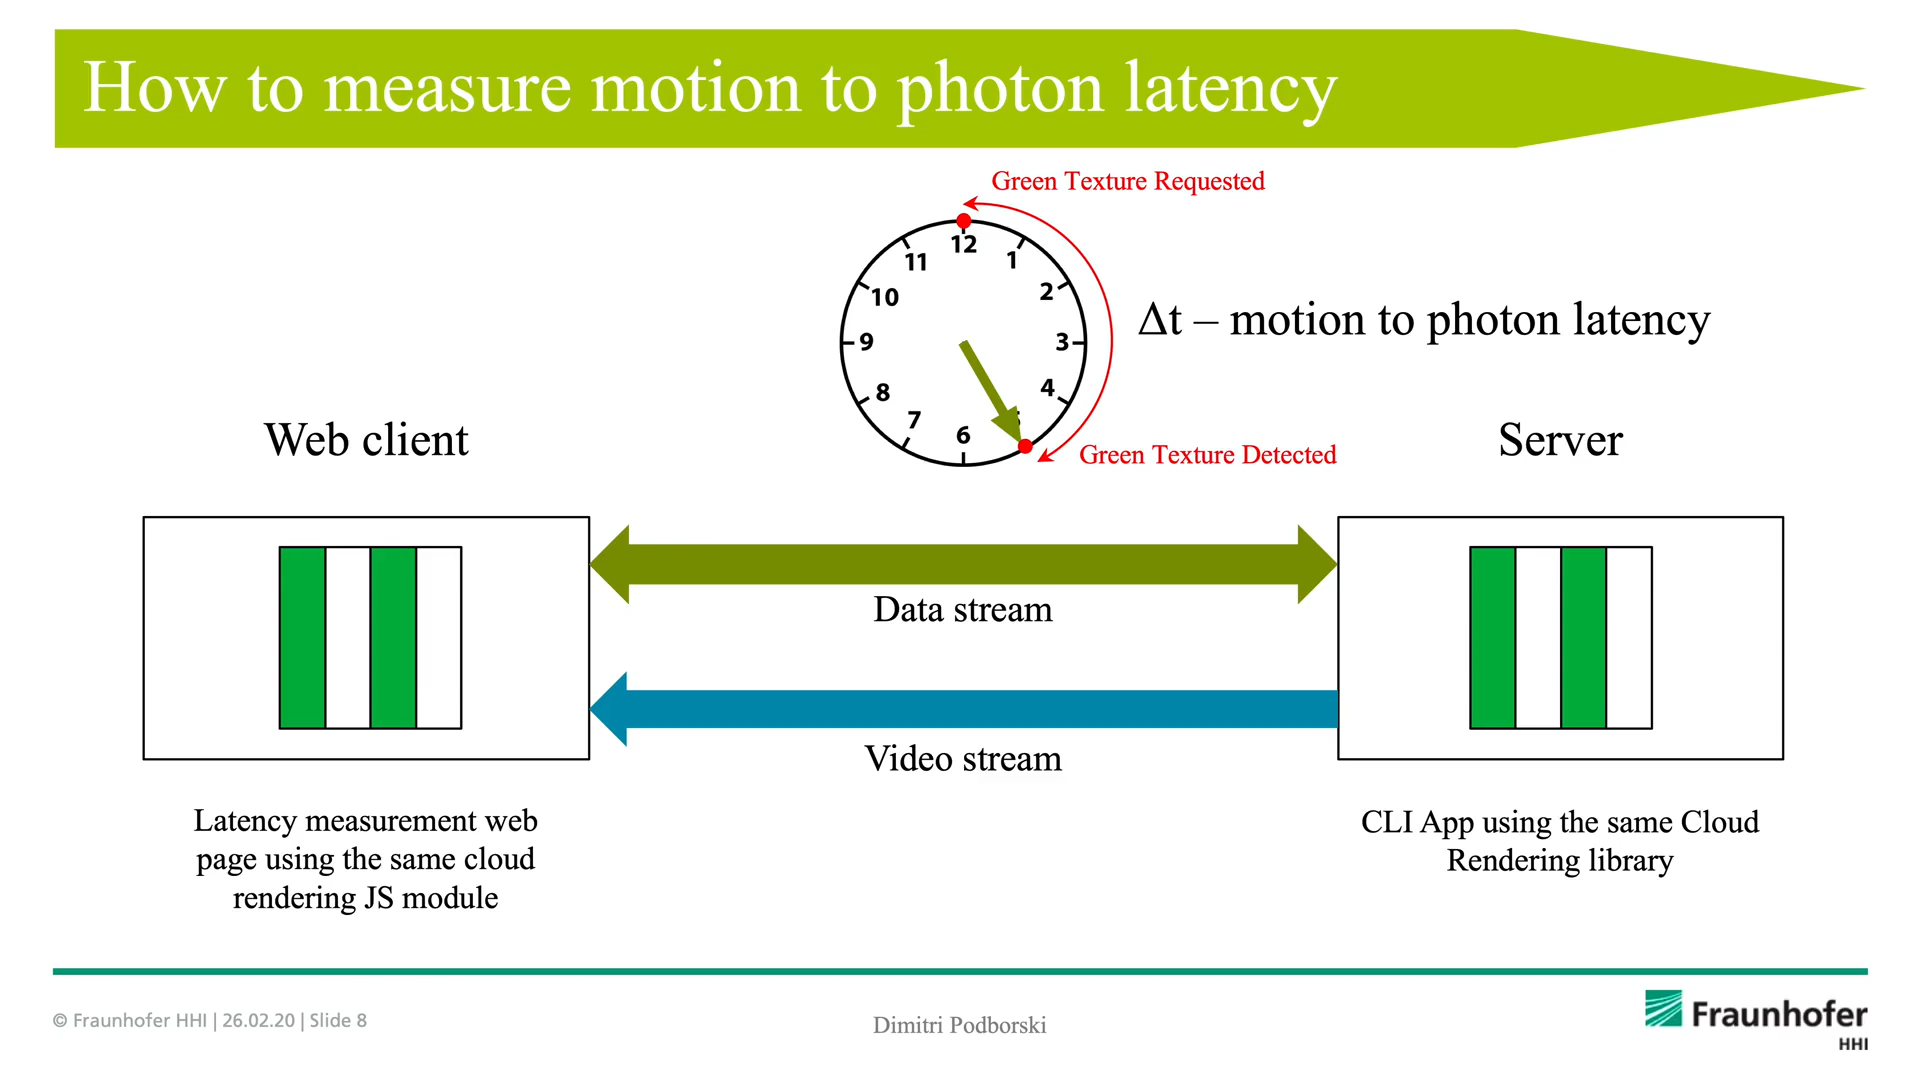 How to measure motion to photon latency
Green Texture Requested
12
11
1
10
2
9
3
8
4
7
6
Δt – motion to photon latency
Green Texture Detected
Web client
Server
Data stream
Video stream
Latency measurement web
page using the same cloud
rendering JS module
CLI App using the same Cloud
Rendering library
© Fraunhofer HHI | 26.02.20 | Slide 8
Dimitri Podborski
Fraunhofer
HHI